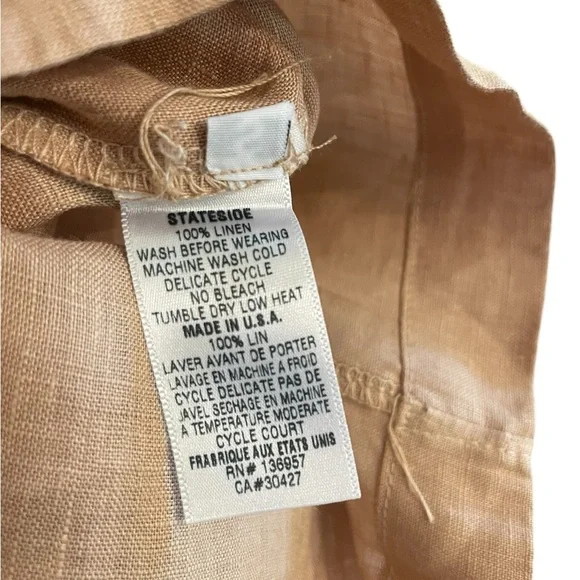 STATESIDE
100% LINEN
WASH BEFORE WEARING
MACHINE WASH COLD
DELICATE CYCLE
NO BLEACH
TUMBLE DRY LOW HEAT
MADE IN U.S.A.
100% LIN
LAVER AVANT DE PORTER
LAVAGE EN MACHINE A FROID
CYCLE DELICATE PAS DE
JAVEL SECHAGE EN MACHINE
A TEMPERATURE MODERATE
CYCLE COURT
FRABRIQUE AUX ETATS UNIS
RN# 136957
CA#30427